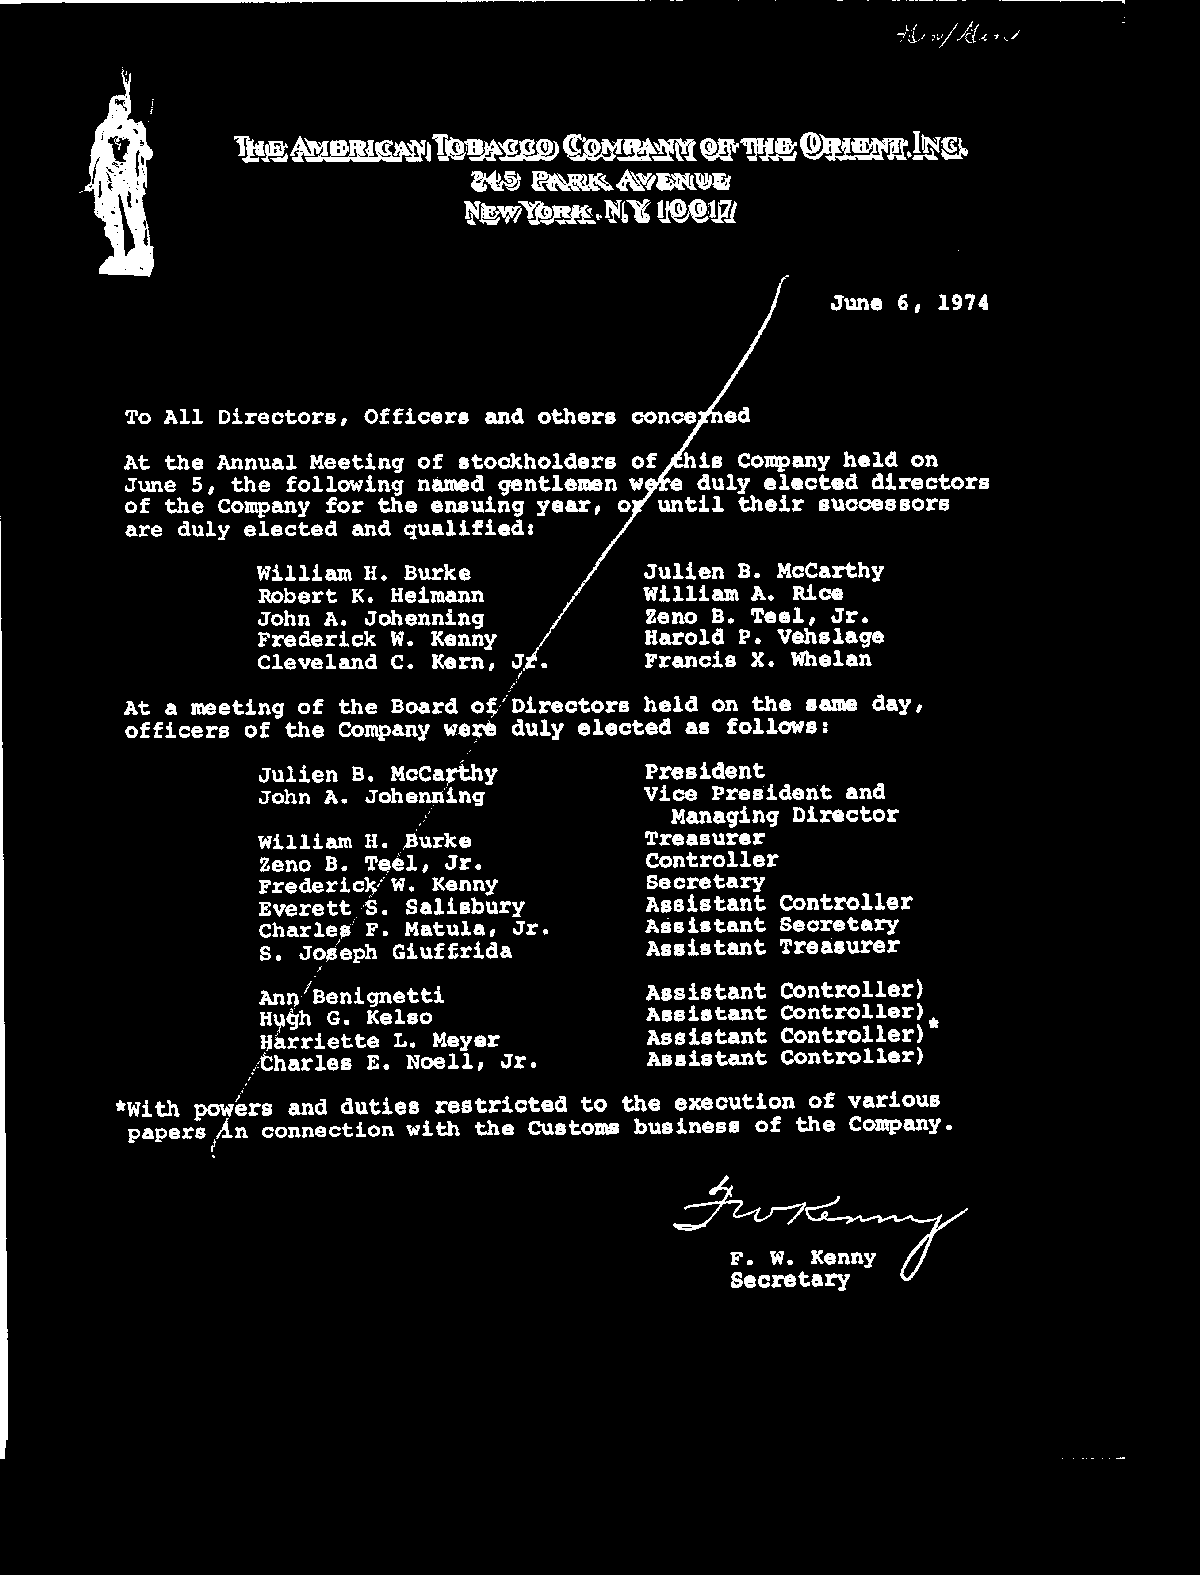 THE AMERICAN TOBACCO COMPANY OF THE ORIENT, INC.
245 PARK AVENUE
NEW YORK, N.Y. 10017
June 6, 1974
To All Directors, Officers and others concerned
At the Annual Meeting of stockholders of this Company held on
June 5, the following named gentlemen were duly elected directors
of the Company for the ensuing year, or until their successors
are duly elected and qualified:
William H. Burke Julien B. McCarthy
Robert K. Heimann William A. Rice
John A. Johenning Zeno B. Teel, Jr.
Frederick W. Kenny Harold P. Vehslage
Cleveland C. Kern, Jr. Francis X. Whelan
At a meeting of the Board of Directors held on the same day,
officers of the Company were duly elected as follows:
Julien B. McCarthy President
John A. Johenning Vice President and
Managing Director
William H. Burke Treasurer
Zeno B. Teel, Jr. Controller
Frederick W. Kenny Secretary
Everett S. Salisbury Assistant Controller
Charles F. Matula, Jr. Assistant Secretary
S. Joseph Giuffrida Assistant Treasurer
Ann Benignetti Assistant Controller)
Hugh G. Kelso Assistant Controller)
Harriette L. Meyer Assistant Controller)*
Charles E. Noell, Jr. Assistant Controller)
*With powers and duties restricted to the execution of various
papers in connection with the Customs business of the Company.
FWKenny
F. W. Kenny
Secretary